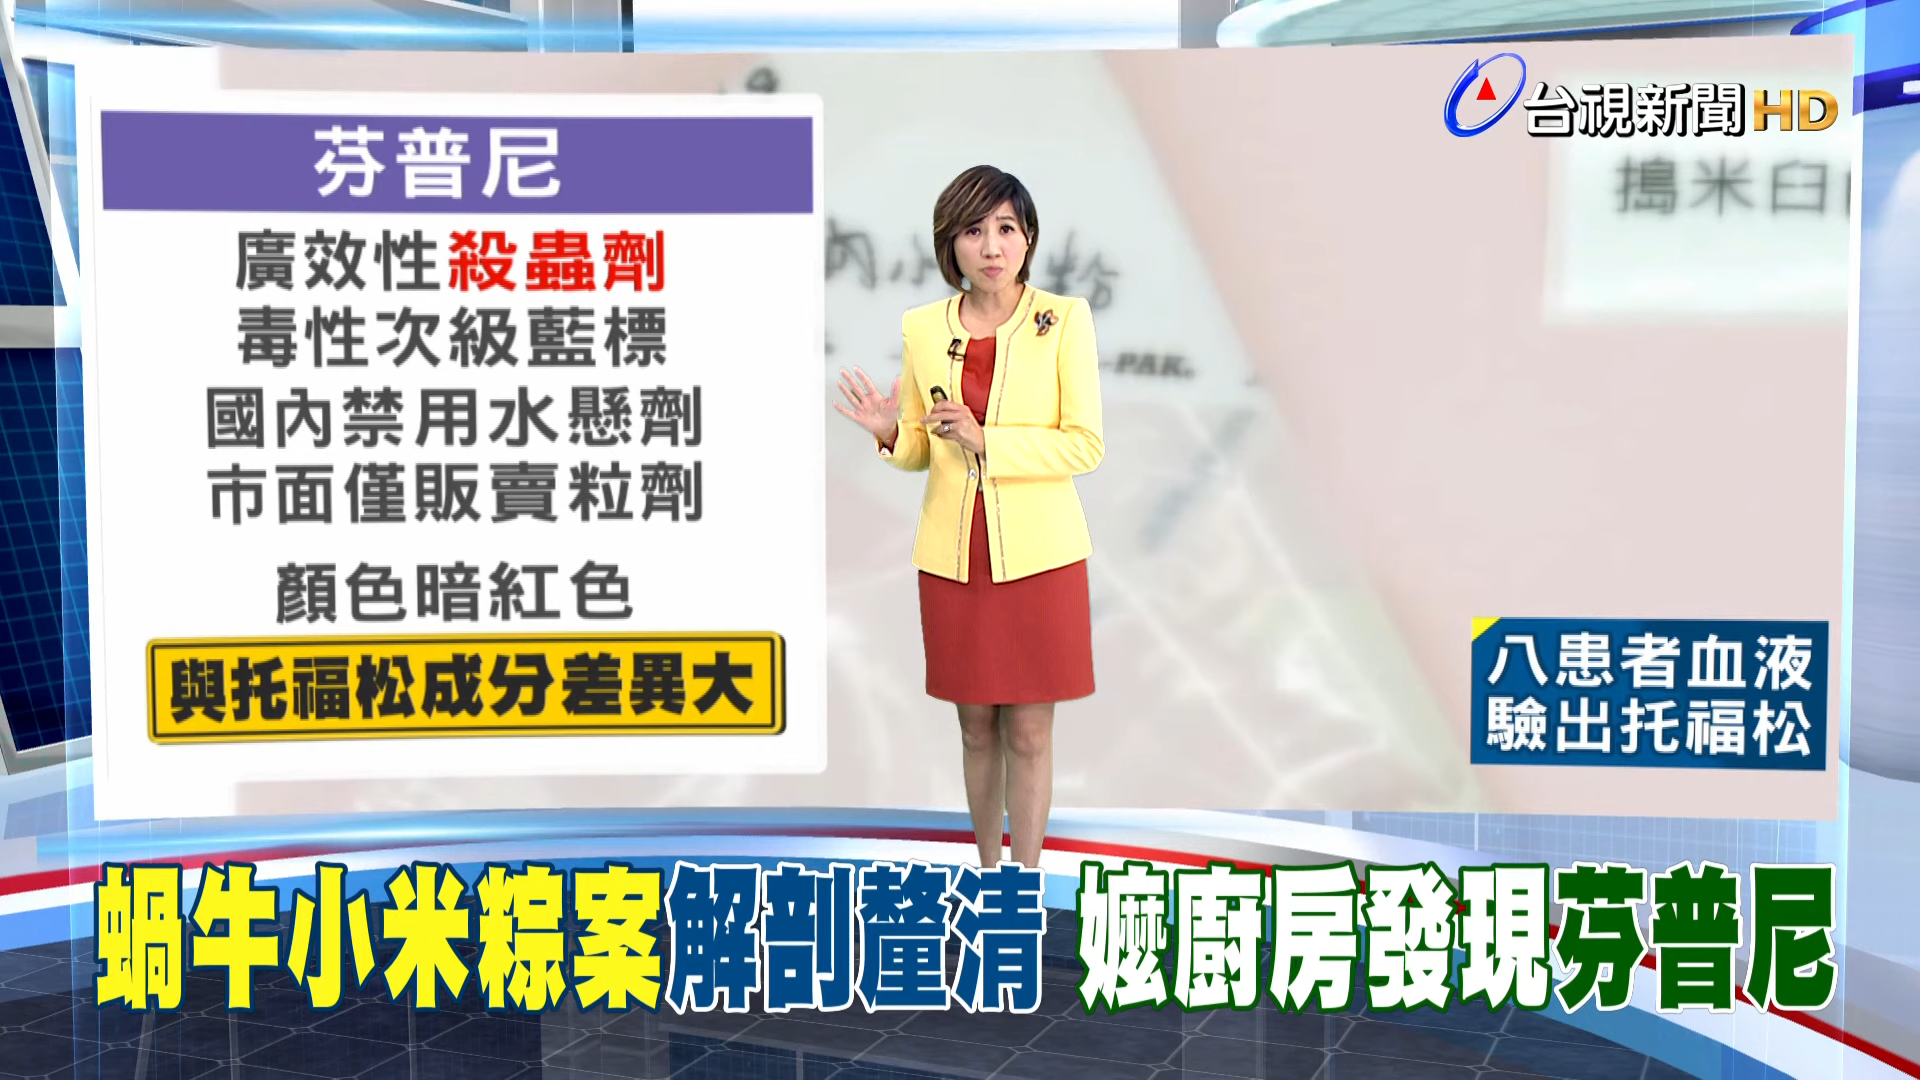 台視新聞HD
芬普尼
廣效性殺蟲劑
毒性次級藍標
國內禁用水懸劑
市面僅販賣粒劑
顏色暗紅色
與托福松成分差異大
搗米臼
粉
-PAK.
八患者血液
驗出托福松
蝸牛小米粽案解剖釐清 嬤廚房發現芬普尼